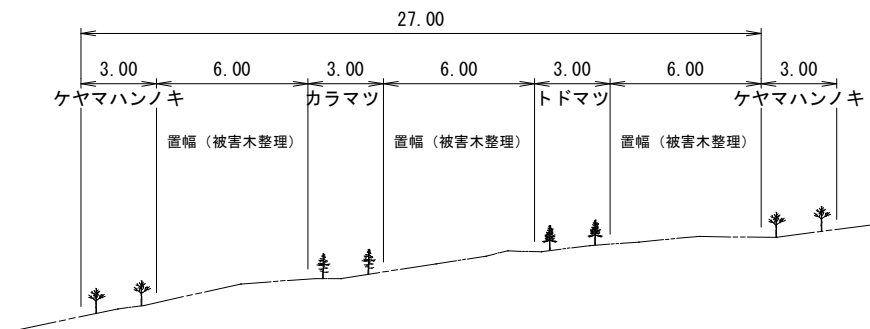 27.00
3.00 6.00 3.00 6.00 3.00 6.00 3.00
ケヤマハンノキ カラマツ トドマツ ケヤマハンノキ
置幅（被害木整理） 置幅（被害木整理） 置幅（被害木整理）